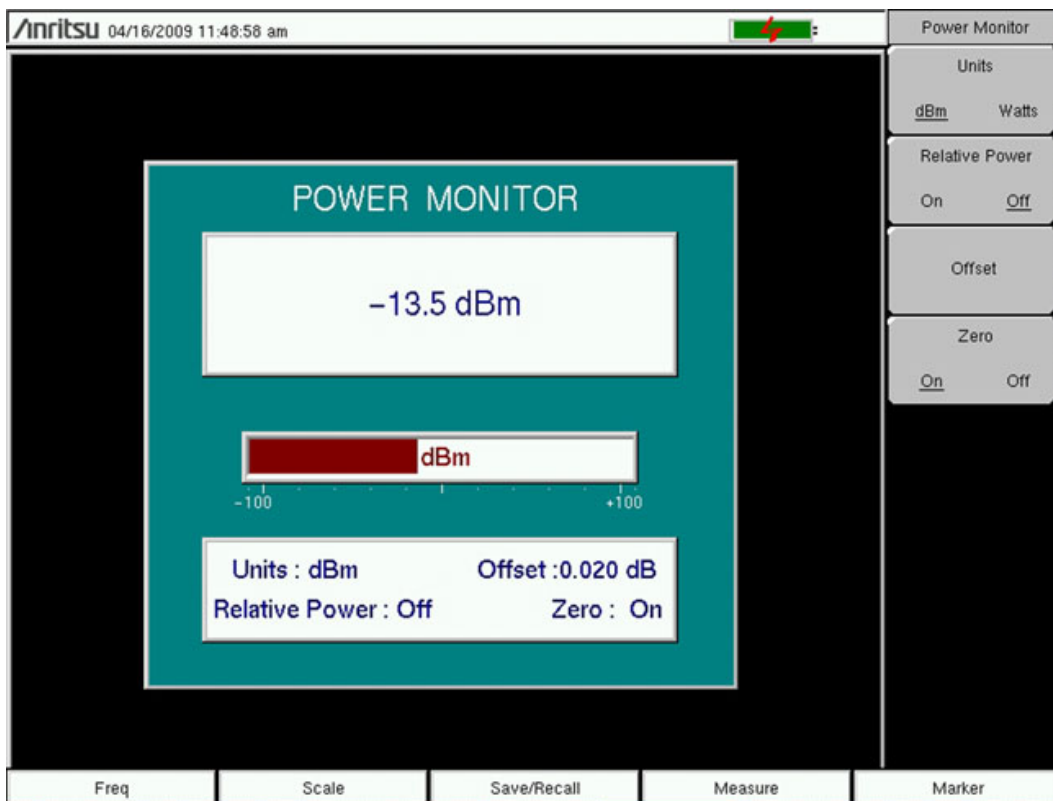 Anritsu 04/16/2009 11:48:58 am
Power Monitor
Units
dBm Watts
Relative Power
On Off
Offset
Zero
On Off
POWER MONITOR
-13.5 dBm
dBm
-100 +100
Units : dBm Offset :0.020 dB
Relative Power : Off Zero : On
Freq Scale Save/Recall Measure Marker